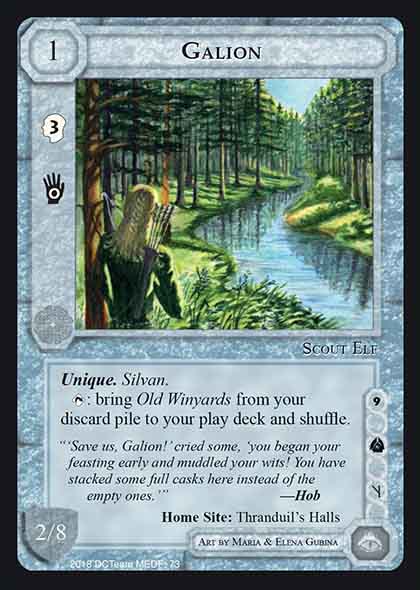 1
GALION
3
SCOUT ELF
Unique. Silvan.
: bring Old Winyards from your
discard pile to your play deck and shuffle.
“‘Save us, Galion!’ cried some, ‘you began your
feasting early and muddled your wits! You have
stacked some full casks here instead of the
empty ones.’”
—Hob
9
Home Site: Thranduil’s Halls
2/8
ART BY MARIA & ELENA GUBINA
2018 DCTeam MEDF: 73